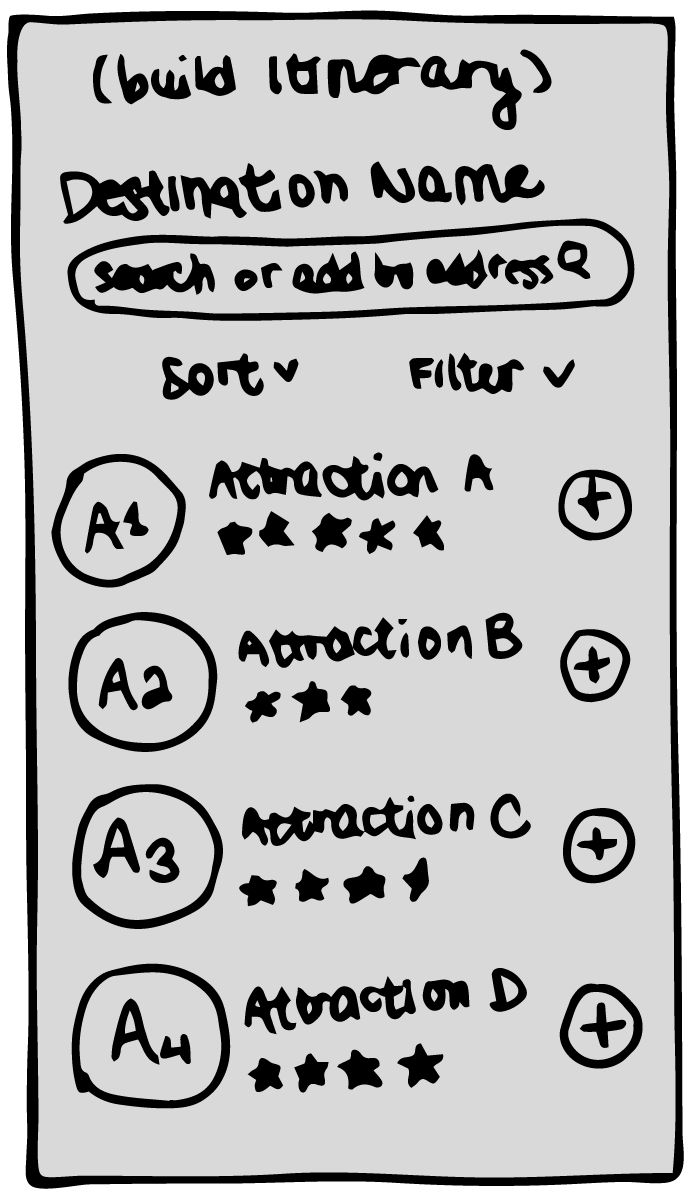 (build Itinerary)
Destination Name
search or add by address
Sort Filter
A1 Attraction A +
A2 Attraction B +
A3 Attraction C +
A4 Attraction D +